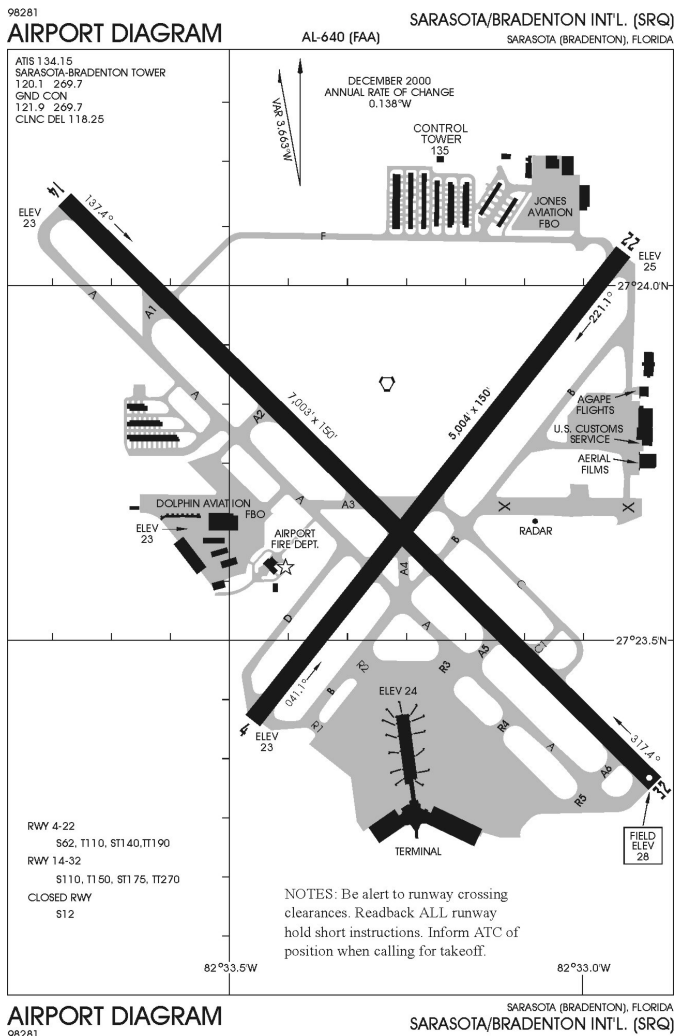 98281
AIRPORT DIAGRAM
AL-640 (FAA)
SARASOTA/BRADENTON INT'L. (SRQ)
SARASOTA (BRADENTON), FLORIDA
ATIS 134.15
SARASOTA-BRADENTON TOWER
120.1 269.7
GND CON
121.9 269.7
CLNC DEL 118.25
VAR 3.663°W
DECEMBER 2000
ANNUAL RATE OF CHANGE
0.138°W
CONTROL
TOWER
135
JONES
AVIATION
FBO
14
137.4°
ELEV
23
F
22
ELEV
25
27°24.0'N
221.1°
A
A1
A
A2
7,003' x 150'
5,004' x 150'
B
AGAPE
FLIGHTS
U.S. CUSTOMS
SERVICE
AERIAL
FILMS
DOLPHIN AVIATION
FBO
ELEV
23
A
A3
X
X
RADAR
AIRPORT
FIRE DEPT.
A4
B
C
D
A
27°23.5'N
C1
A5
R2
R3
041.1°
B
R1
ELEV 24
R4
A
317.4°
A6
R5
4
ELEV
23
32
FIELD
ELEV
28
TERMINAL
RWY 4-22
S62, T110, ST140,TT190
RWY 14-32
S110, T150, ST175, TT270
CLOSED RWY
S12
NOTES: Be alert to runway crossing
clearances. Readback ALL runway
hold short instructions. Inform ATC of
position when calling for takeoff.
82°33.5'W
82°33.0'W
AIRPORT DIAGRAM
98281
SARASOTA (BRADENTON), FLORIDA
SARASOTA/BRADENTON INT'L. (SRQ)